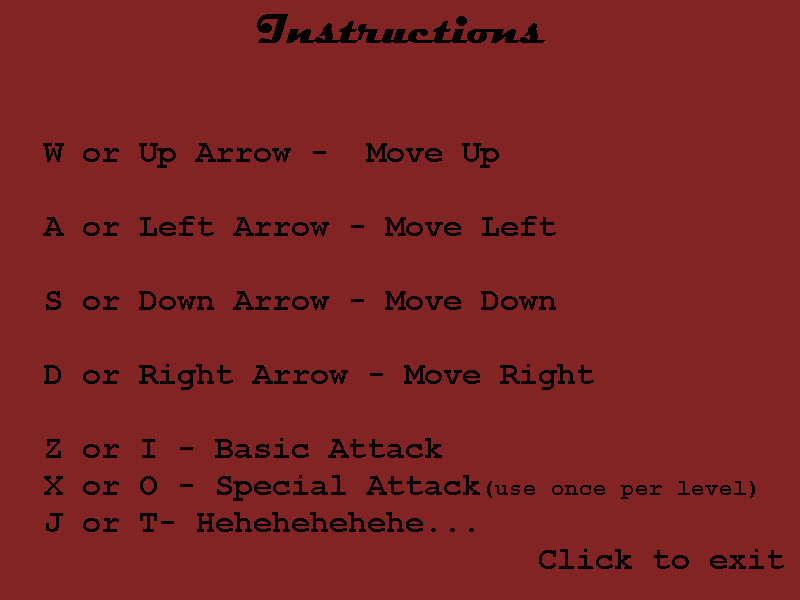 Instructions
W or Up Arrow -  Move Up
A or Left Arrow - Move Left
S or Down Arrow - Move Down
D or Right Arrow - Move Right
Z or I - Basic Attack
X or O - Special Attack(use once per level)
J or T- Hehehehehehe...
Click to exit